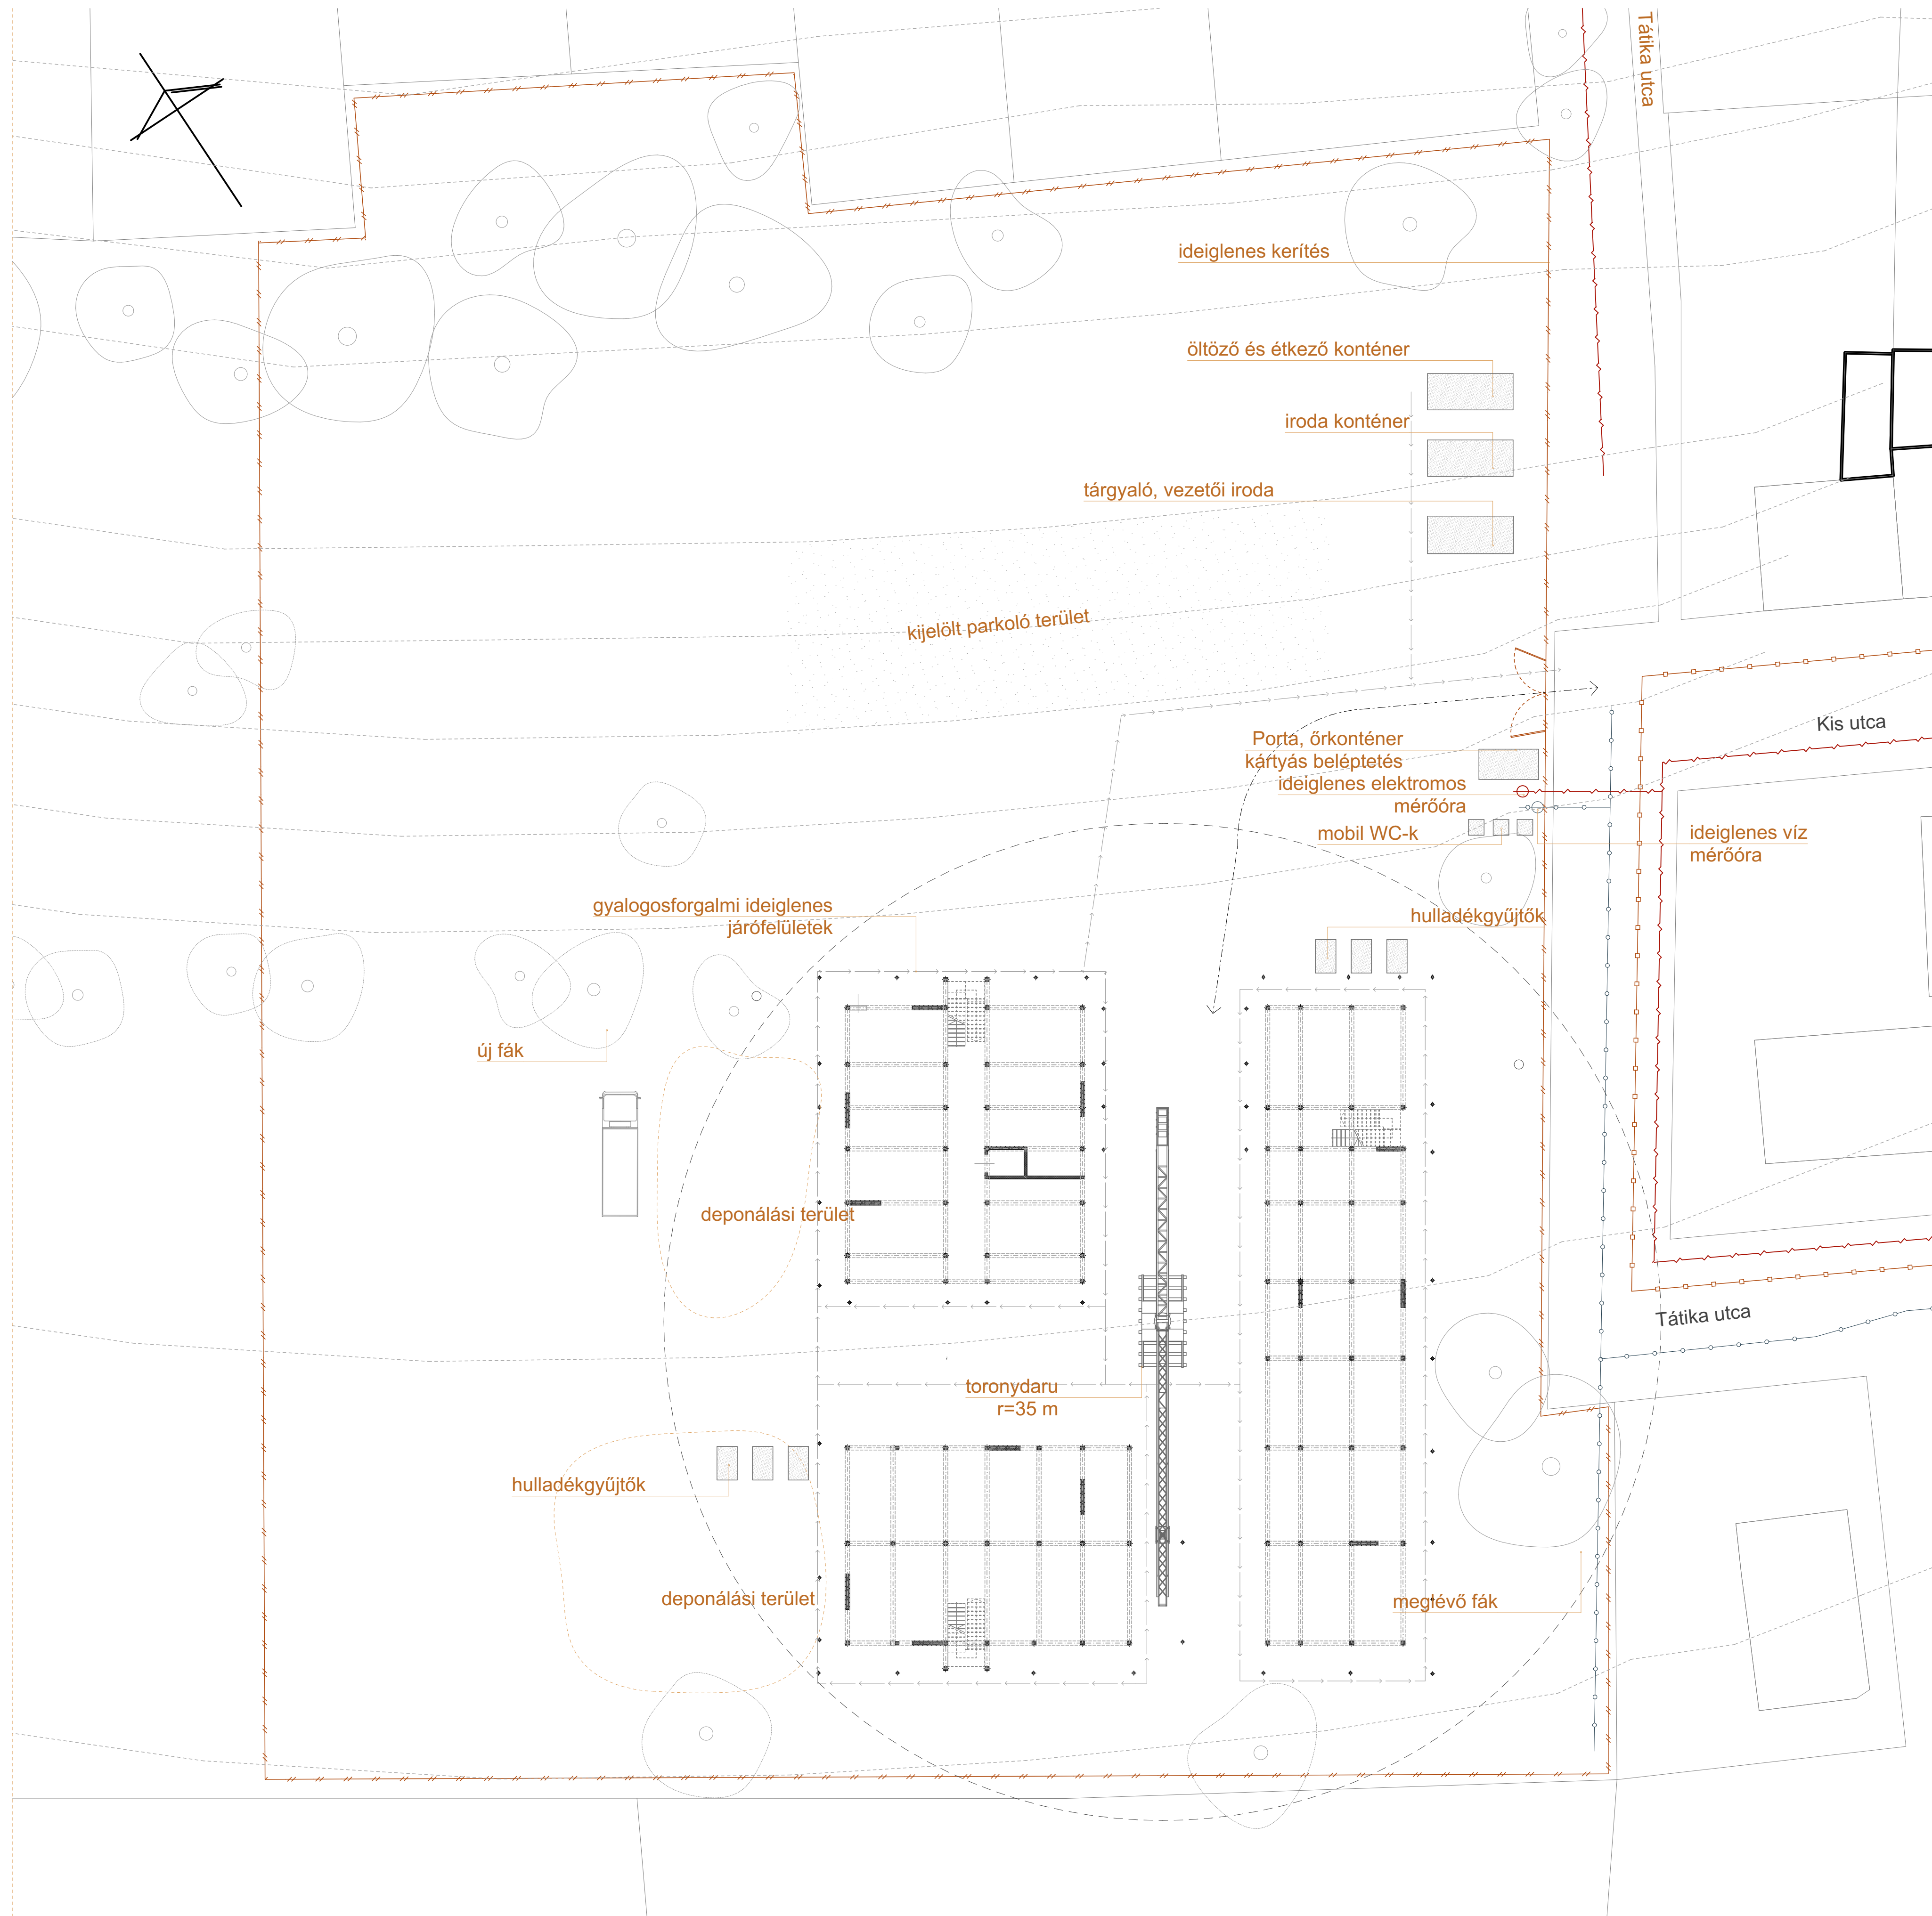 Tátika utca
ideiglenes kerítés
öltöző és étkező konténer
iroda konténer
tárgyaló, vezetői iroda
kijelölt parkoló terület
Kis utca
Porta, őrkonténer
kártyás beléptetés
ideiglenes elektromos
mérőóra
mobil WC-k
ideiglenes víz
mérőóra
gyalogosforgalmi ideiglenes
járófelületek
hulladékgyűjtők
új fák
deponálási terület
Tátika utca
toronydaru
r=35 m
hulladékgyűjtők
deponálási terület
meglévő fák